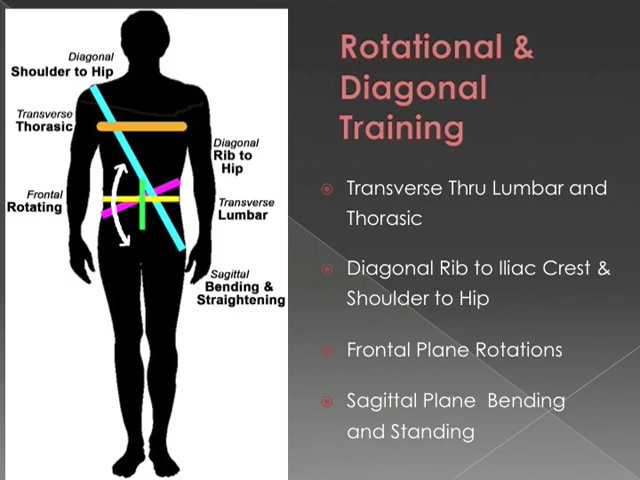 Diagonal
Shoulder to Hip
Transverse
Thoracic
Diagonal
Rib to
Hip
Frontal
Rotating
Transverse
Lumbar
Sagittal
Bending &
Straightening
Rotational &
Diagonal
Training
Transverse Thru Lumbar and
Thorasic
Diagonal Rib to Iliac Crest &
Shoulder to Hip
Frontal Plane Rotations
Sagittal Plane  Bending
and Standing